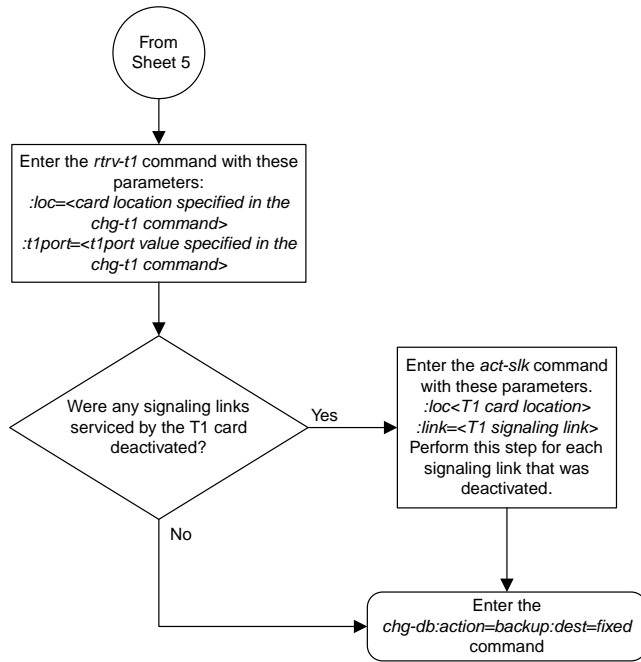 From
Sheet 5
Enter the rtrv-t1 command with these
parameters:
:loc=<card location specified in the
chg-t1 command>
:t1port=<t1port value specified in the
chg-t1 command>
Were any signaling links
serviced by the T1 card
deactivated?
Yes
Enter the act-slk command
with these parameters.
:loc<T1 card location>
:link=<T1 signaling link>
Perform this step for each
signaling link that was
deactivated.
No
Enter the
chg-db:action=backup:dest=fixed
command